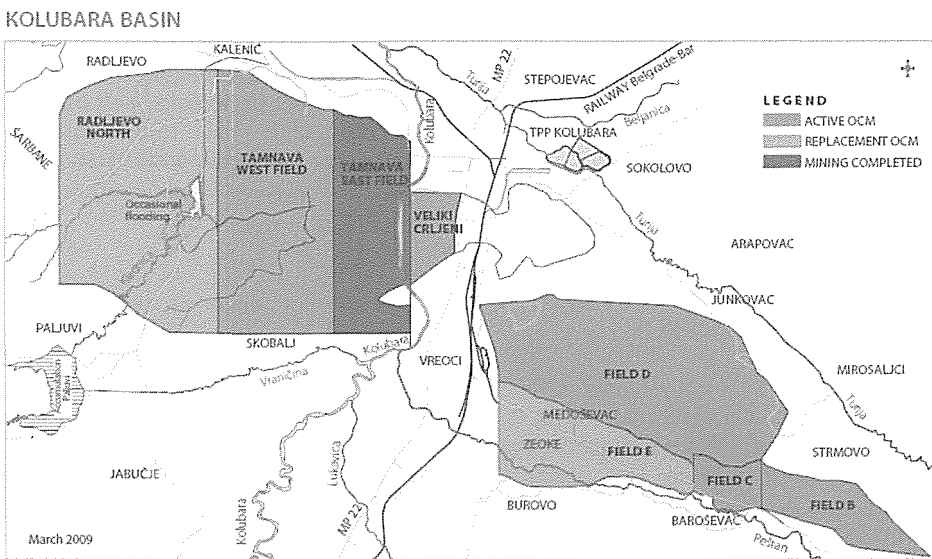 KOLUBARA BASIN
RADLJEVO
KALENIĆ
MP 22
STEPOJEVAC
Turija
RAILWAY Belgrade-Bar
Beljanica
LEGEND
ACTIVE OCM
REPLACEMENT OCM
MINING COMPLETED
RADLJEVO
NORTH
Kolubara
TPP KOLUBARA
SARBANE
TAMNAVA
WEST FIELD
TAMNAVA
EAST FIELD
SOKOLOVO
Occasional
flooding
VELIKI
CRLJENI
ARAPOVAC
JUNKOVAC
PALJUVI
SKOBALJ
Kolubara
VREOCI
Vraničina
FIELD D
MIROSALJCI
MEDOŠEVAC
ZEOKE
FIELD E
STRMOVO
JABUČJE
Lukavica
FIELD C
FIELD B
BUROVO
BAROŠEVAC
Kolubara
MP 22
Peštan
March 2009